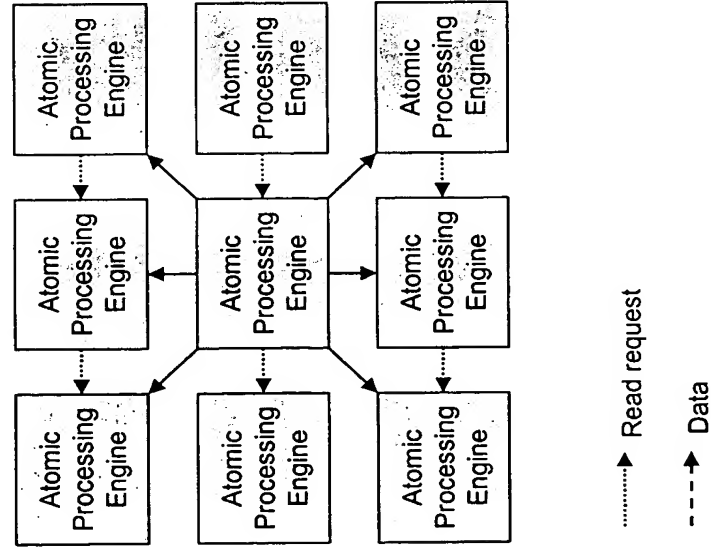 Atomic
Processing
Engine
Atomic
Processing
Engine
Atomic
Processing
Engine
Atomic
Processing
Engine
Atomic
Processing
Engine
Atomic
Processing
Engine
Atomic
Processing
Engine
Atomic
Processing
Engine
Atomic
Processing
Engine
Read request
Data